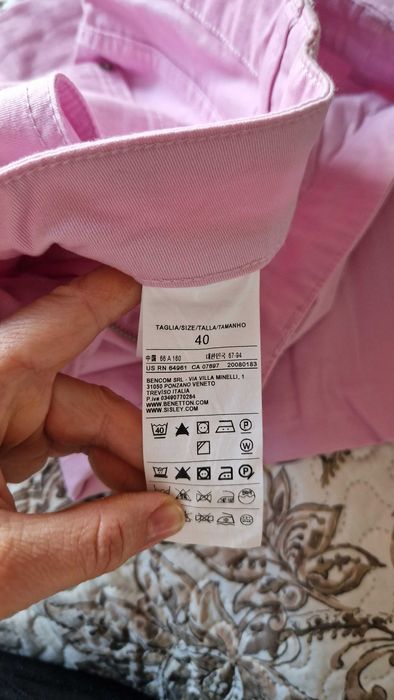 TAGLIA/SIZE/TALLA/TAMANHO
40
中国 66 A 160 대한민국 67-94
US RN 64961 CA 07697 20080183
BENCOM SRL - VIA VILLA MINELLI, 1
31050 PONZANO VENETO
TREVISO ITALIA
P.iva 03490770264
WWW.BENETTON.COM
WWW.SISLEY.COM
40 P
W
40 P